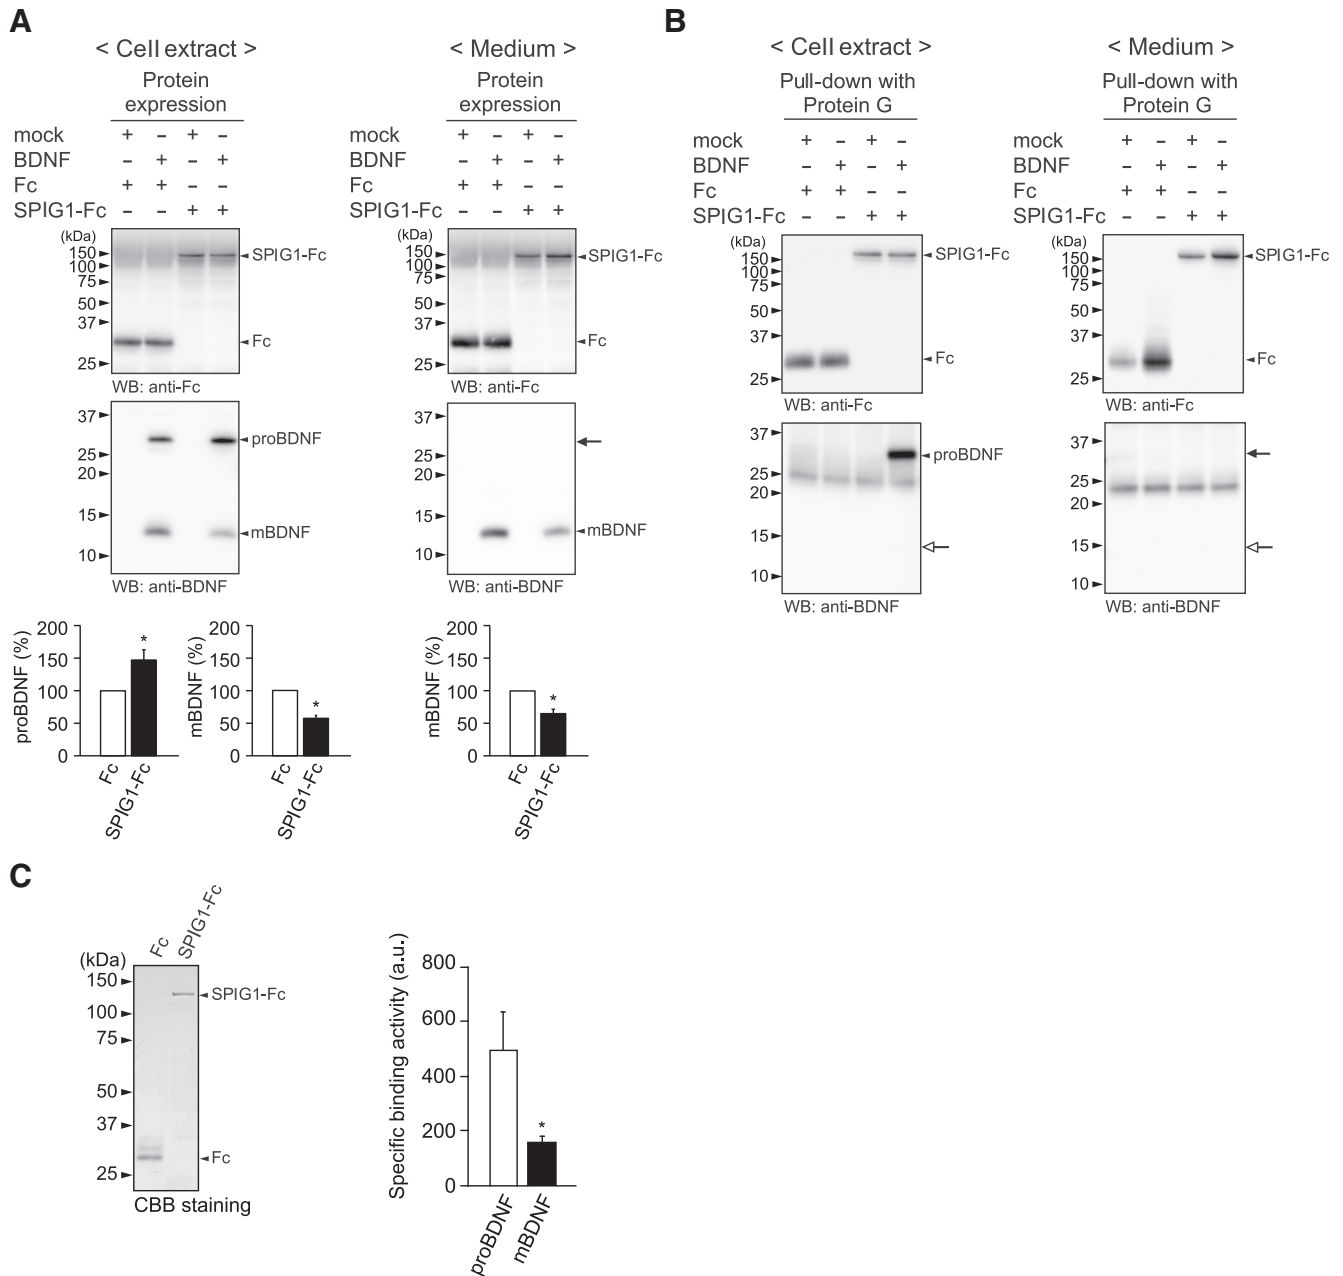 A
< Cell extract >
Protein
expression
mock + – + –
BDNF – + – +
Fc + + – –
SPIG1-Fc – – + +
(kDa)
150
100
75
50
37
25
SPIG1-Fc
Fc
WB: anti-Fc
37
25
20
15
10
proBDNF
mBDNF
WB: anti-BDNF
< Medium >
Protein
expression
mock + – + –
BDNF – + – +
Fc + + – –
SPIG1-Fc – – + +
(kDa)
150
100
75
50
37
25
SPIG1-Fc
Fc
WB: anti-Fc
37
25
20
15
10
mBDNF
WB: anti-BDNF
proBDNF (%)
200
150
100
50
0
*
Fc
SPIG1-Fc
mBDNF (%)
200
150
100
50
0
*
Fc
SPIG1-Fc
mBDNF (%)
200
150
100
50
0
*
Fc
SPIG1-Fc
B
< Cell extract >
Pull-down with
Protein G
mock + – + –
BDNF – + – +
Fc + + – –
SPIG1-Fc – – + +
(kDa)
150
100
75
50
37
25
SPIG1-Fc
Fc
WB: anti-Fc
37
25
20
15
10
proBDNF
WB: anti-BDNF
< Medium >
Pull-down with
Protein G
mock + – + –
BDNF – + – +
Fc + + – –
SPIG1-Fc – – + +
(kDa)
150
100
75
50
37
25
SPIG1-Fc
Fc
WB: anti-Fc
37
25
20
15
10
WB: anti-BDNF
C
Fc
SPIG1-Fc
(kDa)
150
100
75
50
37
25
SPIG1-Fc
Fc
CBB staining
Specific binding activity (a.u.)
800
600
400
200
0
*
proBDNF
mBDNF